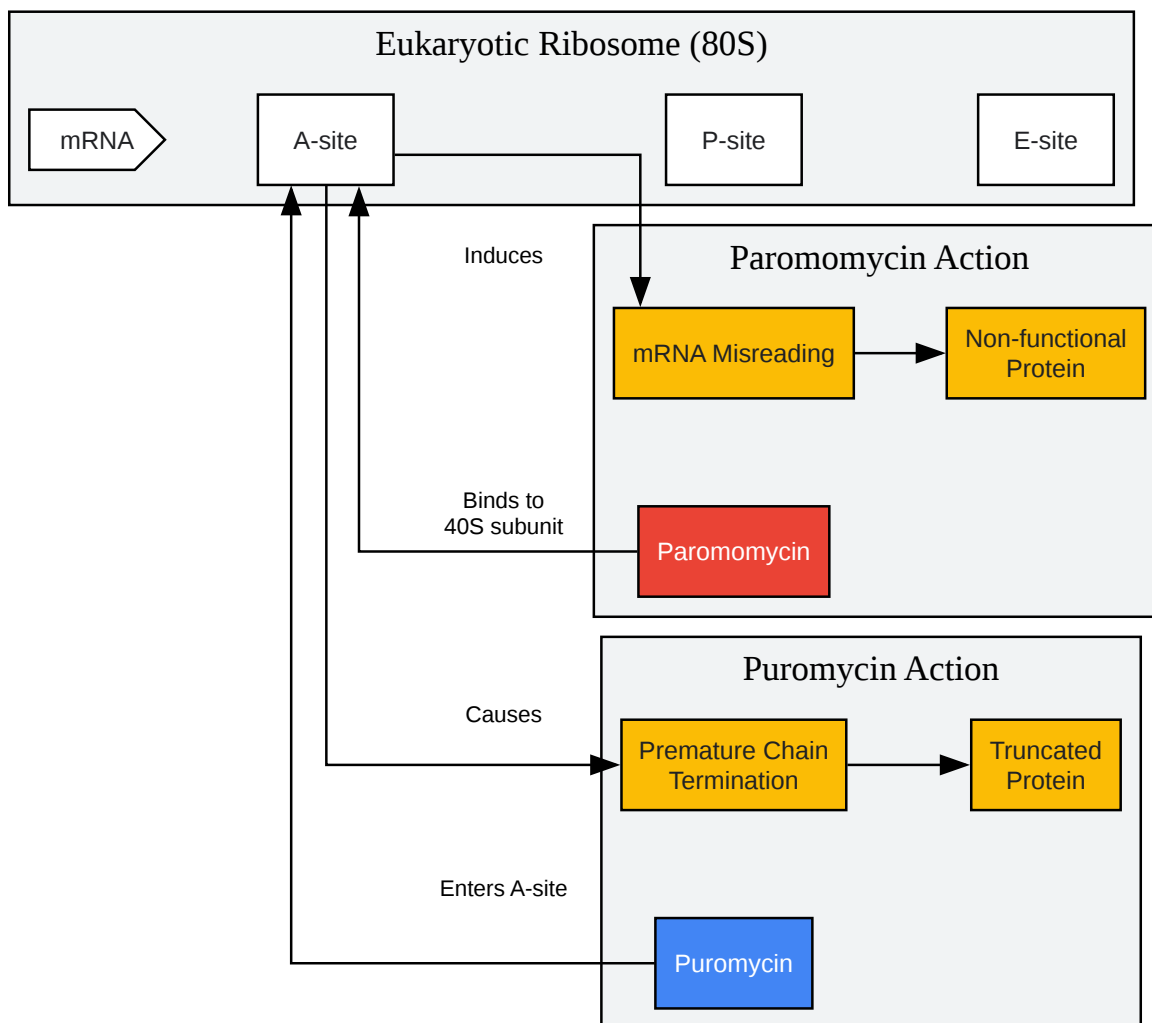 Eukaryotic Ribosome (80S)
mRNA
A-site
P-site
E-site
Induces
Paromomycin Action
mRNA Misreading
Non-functional
Protein
Binds to
40S subunit
Paromomycin
Puromycin Action
Causes
Premature Chain
Termination
Truncated
Protein
Enters A-site
Puromycin